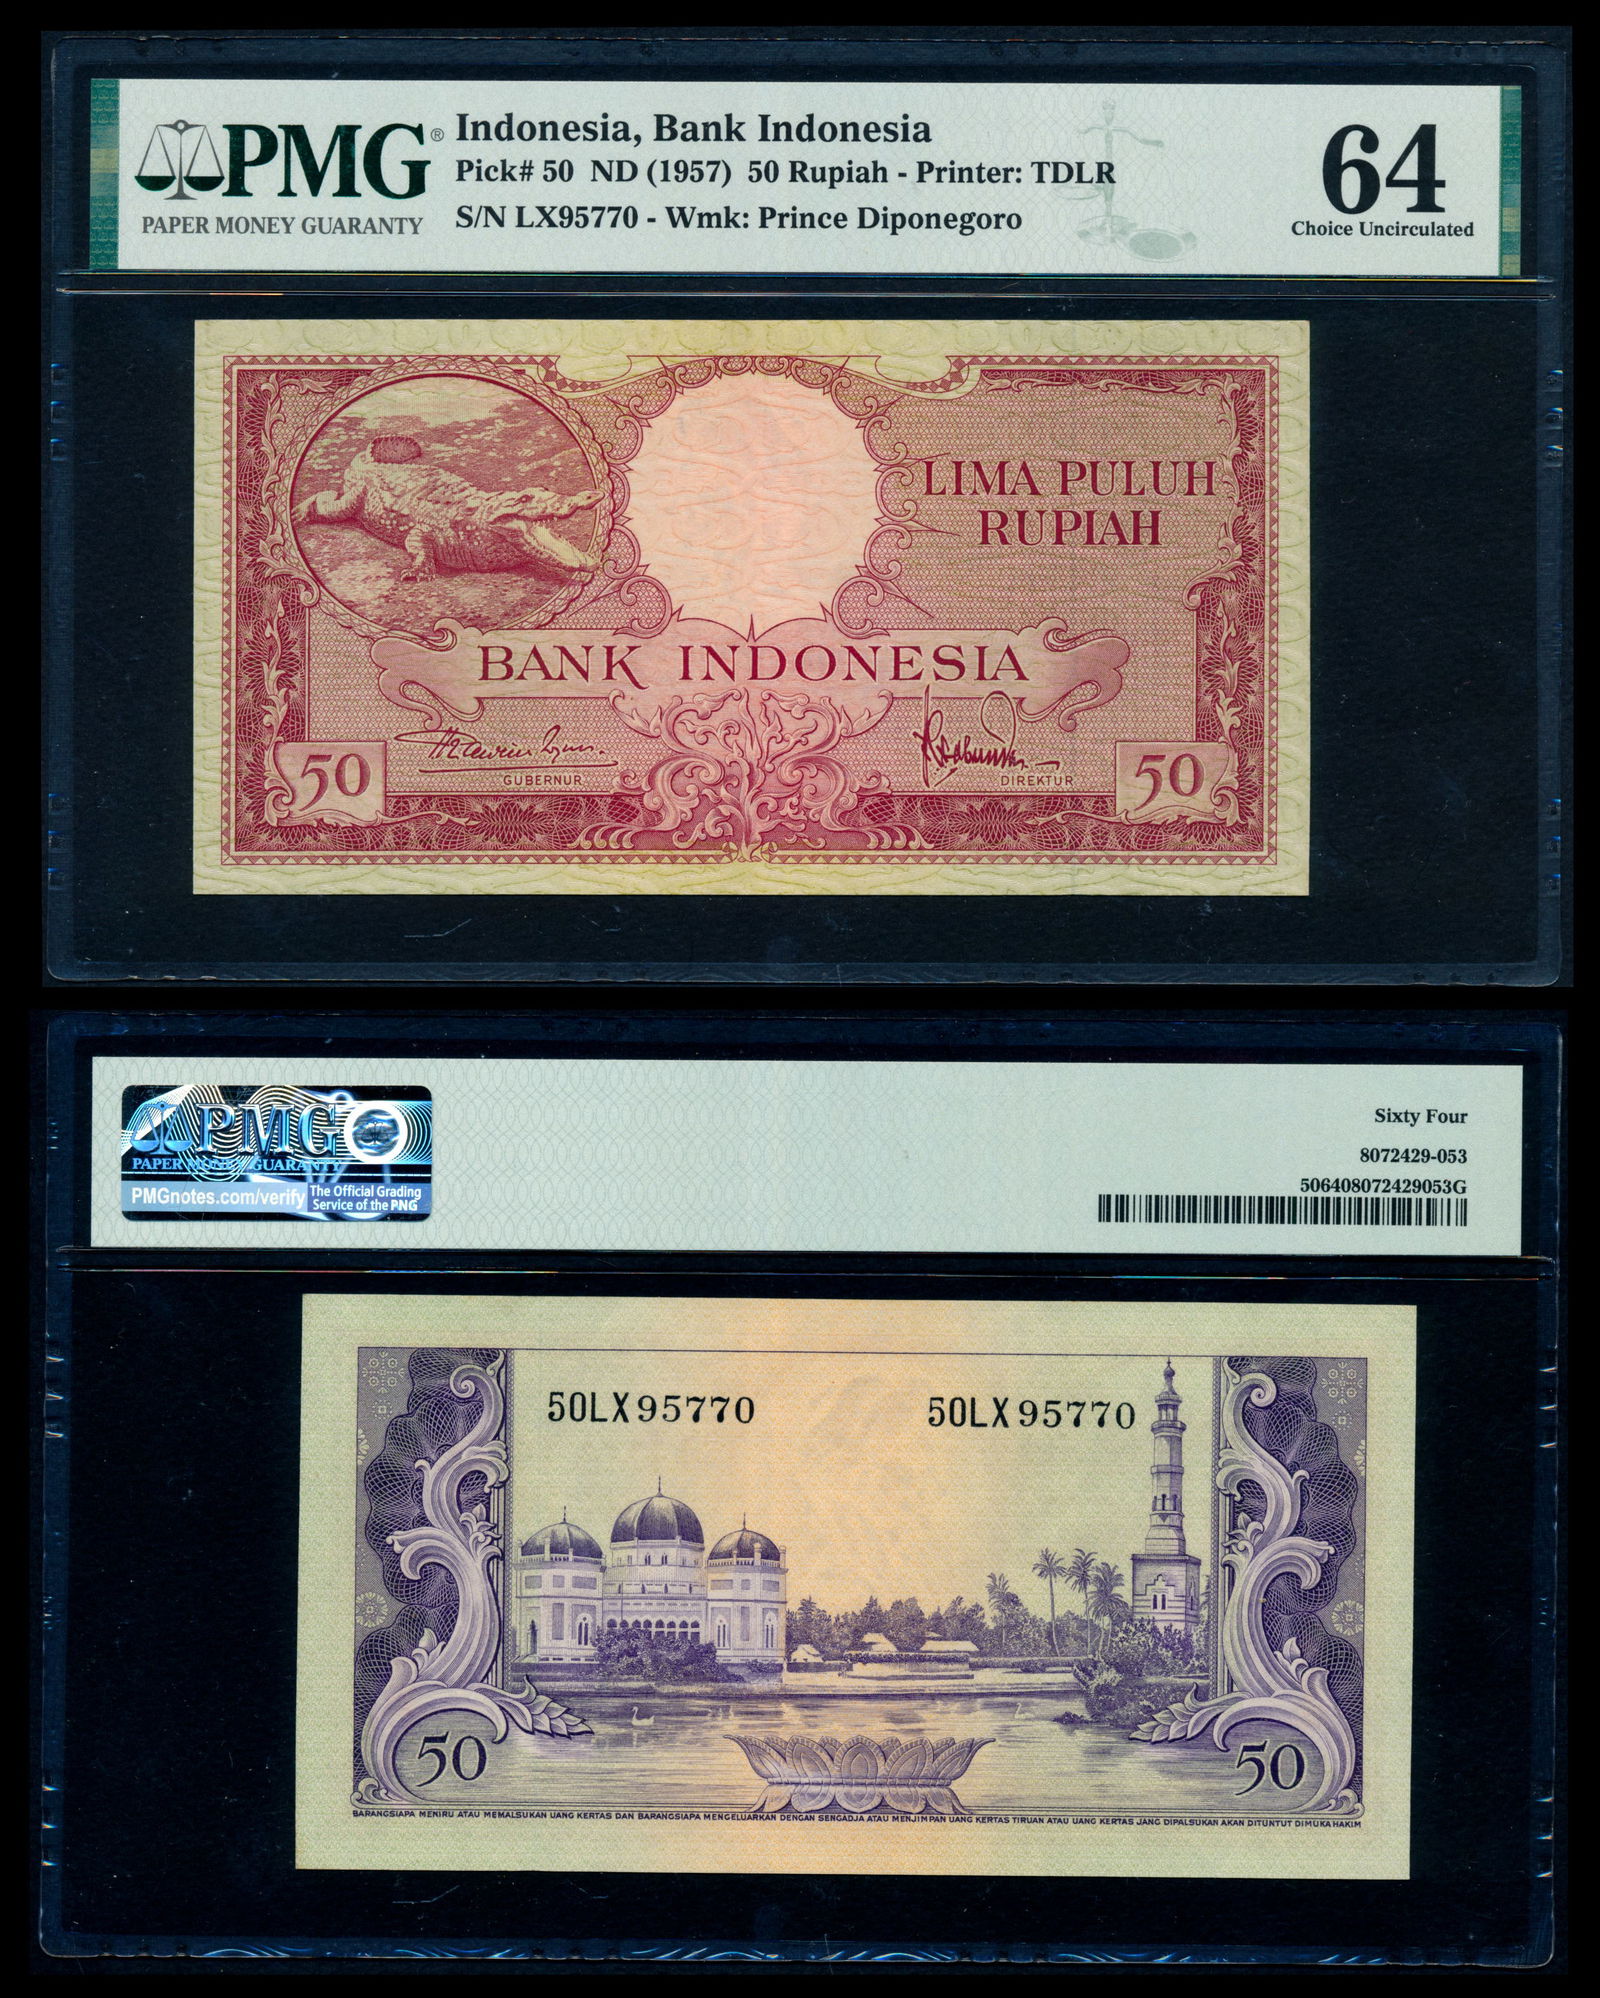 PMG®
PAPER MONEY GUARANTY
Indonesia, Bank Indonesia
Pick# 50 ND (1957) 50 Rupiah - Printer: TDLR
S/N LX95770 - Wmk: Prince Diponegoro
64
Choice Uncirculated
LIMA PULUH
RUPIAH
BANK INDONESIA
GUBERNUR
DIREKTUR
50
50
PMG
PAPER MONEY GUARANTY
PMGnotes.com/verify
The Official Grading
Service of the PNG
Sixty Four
8072429-053
506408072429053G
50LX95770
50LX95770
50
50
BARANGSIAPA MENIRU ATAU MEMALSUKAN UANG KERTAS DAN BARANGSIAPA MENGELUARKAN DENGAN SENGADJA ATAU MENJIMPAN UANG KERTAS TIRUAN ATAU UANG KERTAS JANG DIPALSUKAN AKAN DITUNTUT DIMUKA HAKIM